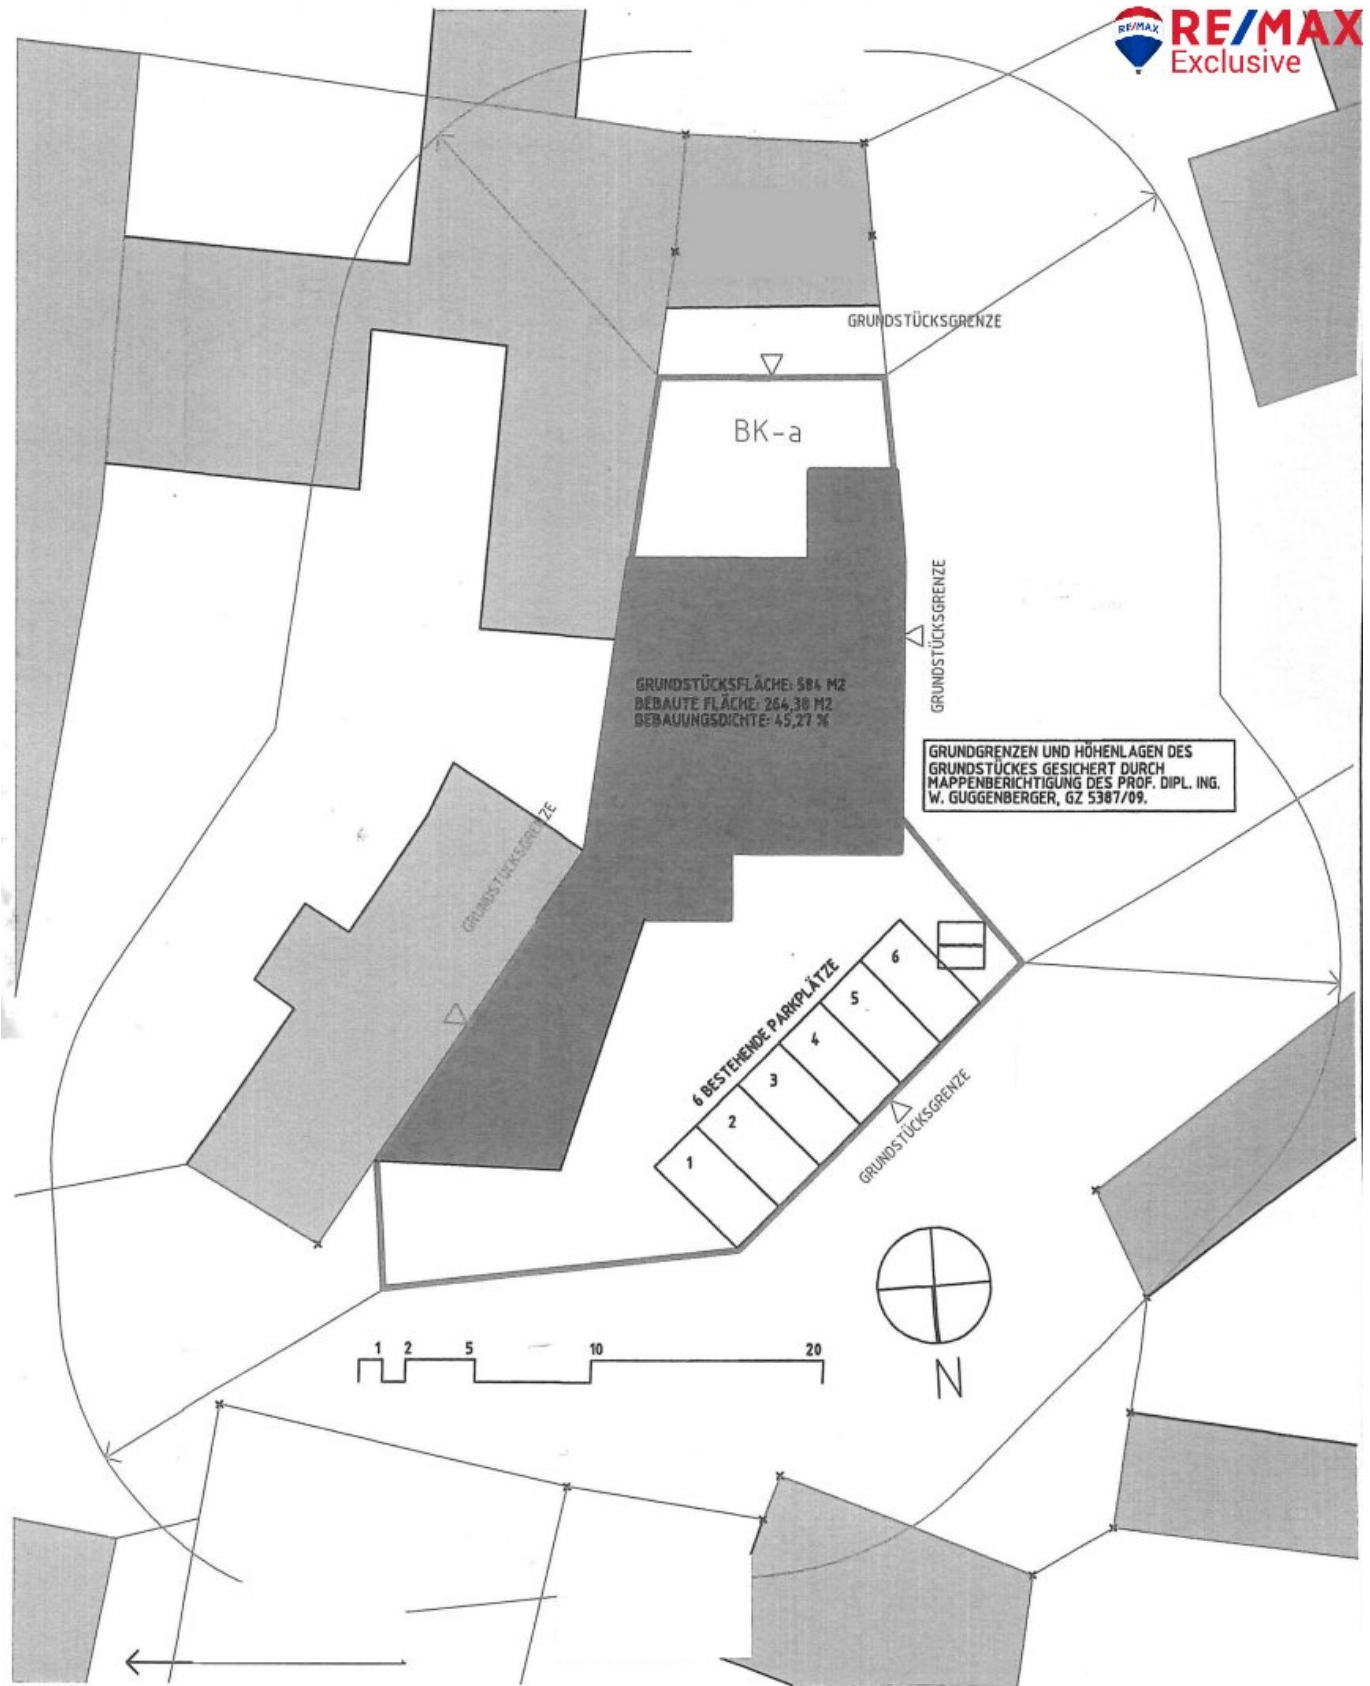 RE/MAX
RE/MAX
Exclusive
GRUNDSTÜCKSGRENZE
BK-a
GRUNDSTÜCKSGRENZE
GRUNDSTÜCKSFLÄCHE: 584 M2
BEBAUTE FLÄCHE: 264,38 M2
BEBAUUNGSDICHTE: 45,27 %
GRUNDGRENZEN UND HÖHENLAGEN DES
GRUNDSTÜCKES GESICHERT DURCH
MAPPENBERICHTIGUNG DES PROF. DIPL. ING.
W. GUGGENBERGER, GZ 5387/09.
GRUNDSTÜCKSGRENZE
6 BESTEHENDE PARKPLÄTZE
6
5
4
3
2
1
GRUNDSTÜCKSGRENZE
1 2 5 10 20
N